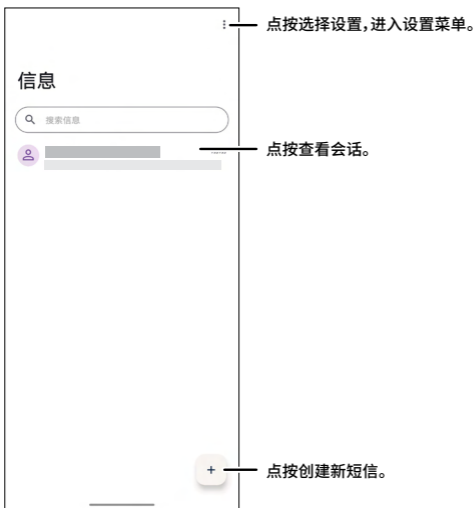 点按选择设置，进入设置菜单。
信息
搜索信息
点按查看会话。
点按创建新短信。